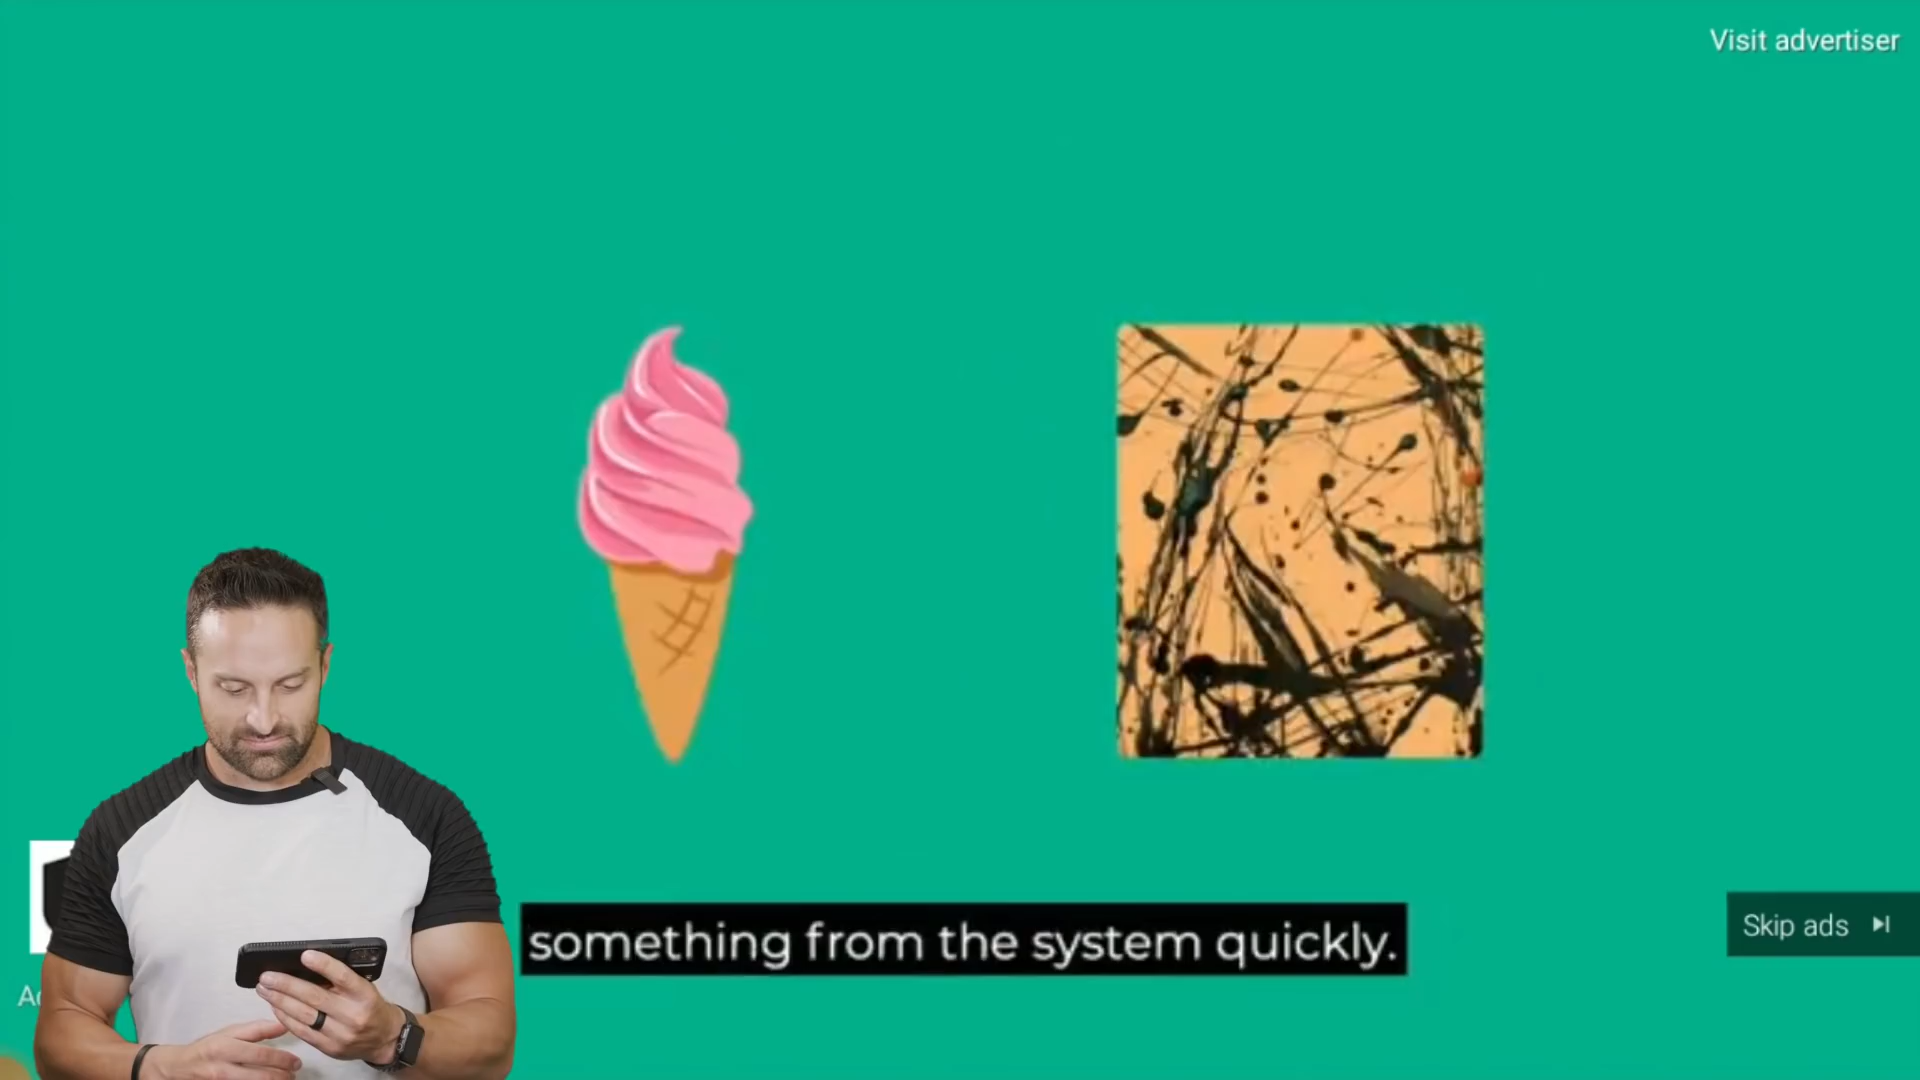 Visit advertiser
something from the system quickly.
Skip ads